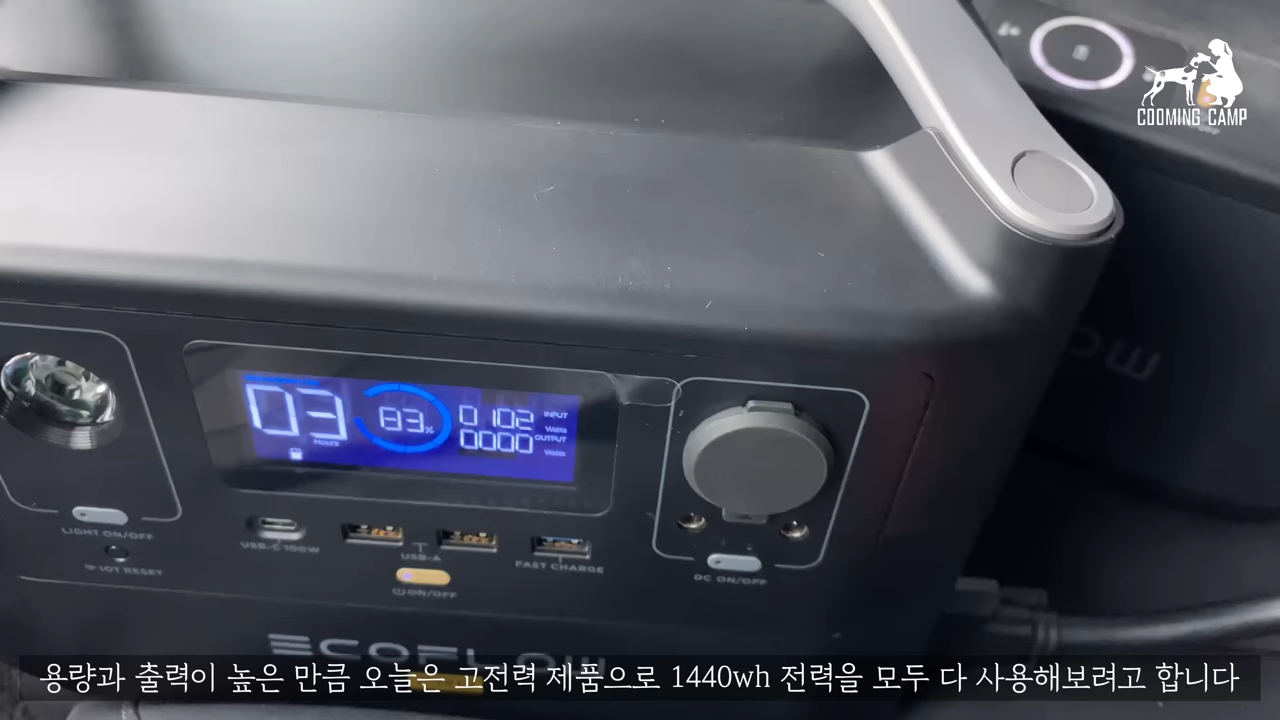 COOMING CAMP
03
HOURS
83%
0102 INPUT
Watts
0000 OUTPUT
Watts
LIGHT ON/OFF
IOT RESET
USB-C 100W
USB-A
FAST CHARGE
ON/OFF
DC ON/OFF
ECOFLOW
용량과 출력이 높은 만큼 오늘은 고전력 제품으로 1440wh 전력을 모두 다 사용해보려고 합니다